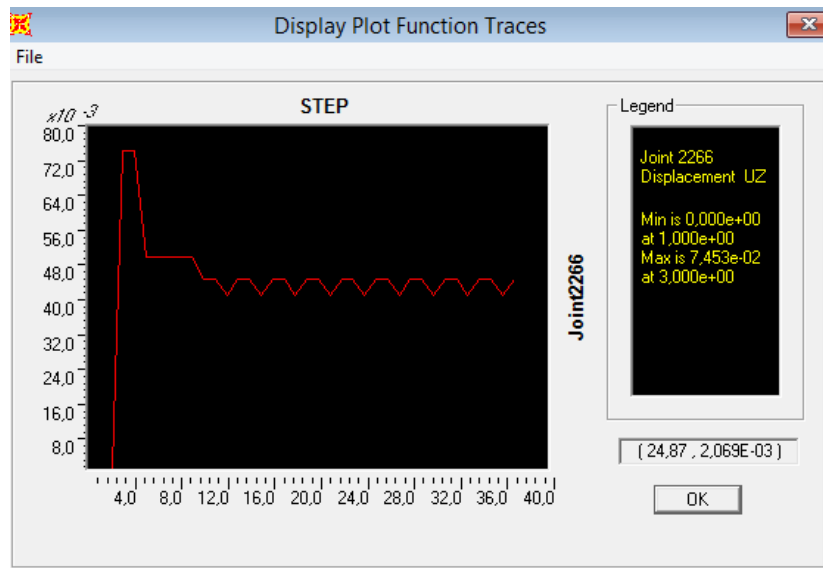 Display Plot Function Traces
File
STEP
x10 -3
80,0
72,0
64,0
56,0
48,0
40,0
32,0
24,0
16,0
8,0
4,0 8,0 12,0 16,0 20,0 24,0 28,0 32,0 36,0 40,0
Joint2266
Legend
Joint 2266
Displacement UZ
Min is 0,000e+00
at 1,000e+00
Max is 7,453e-02
at 3,000e+00
( 24,87 , 2,069E-03 )
OK